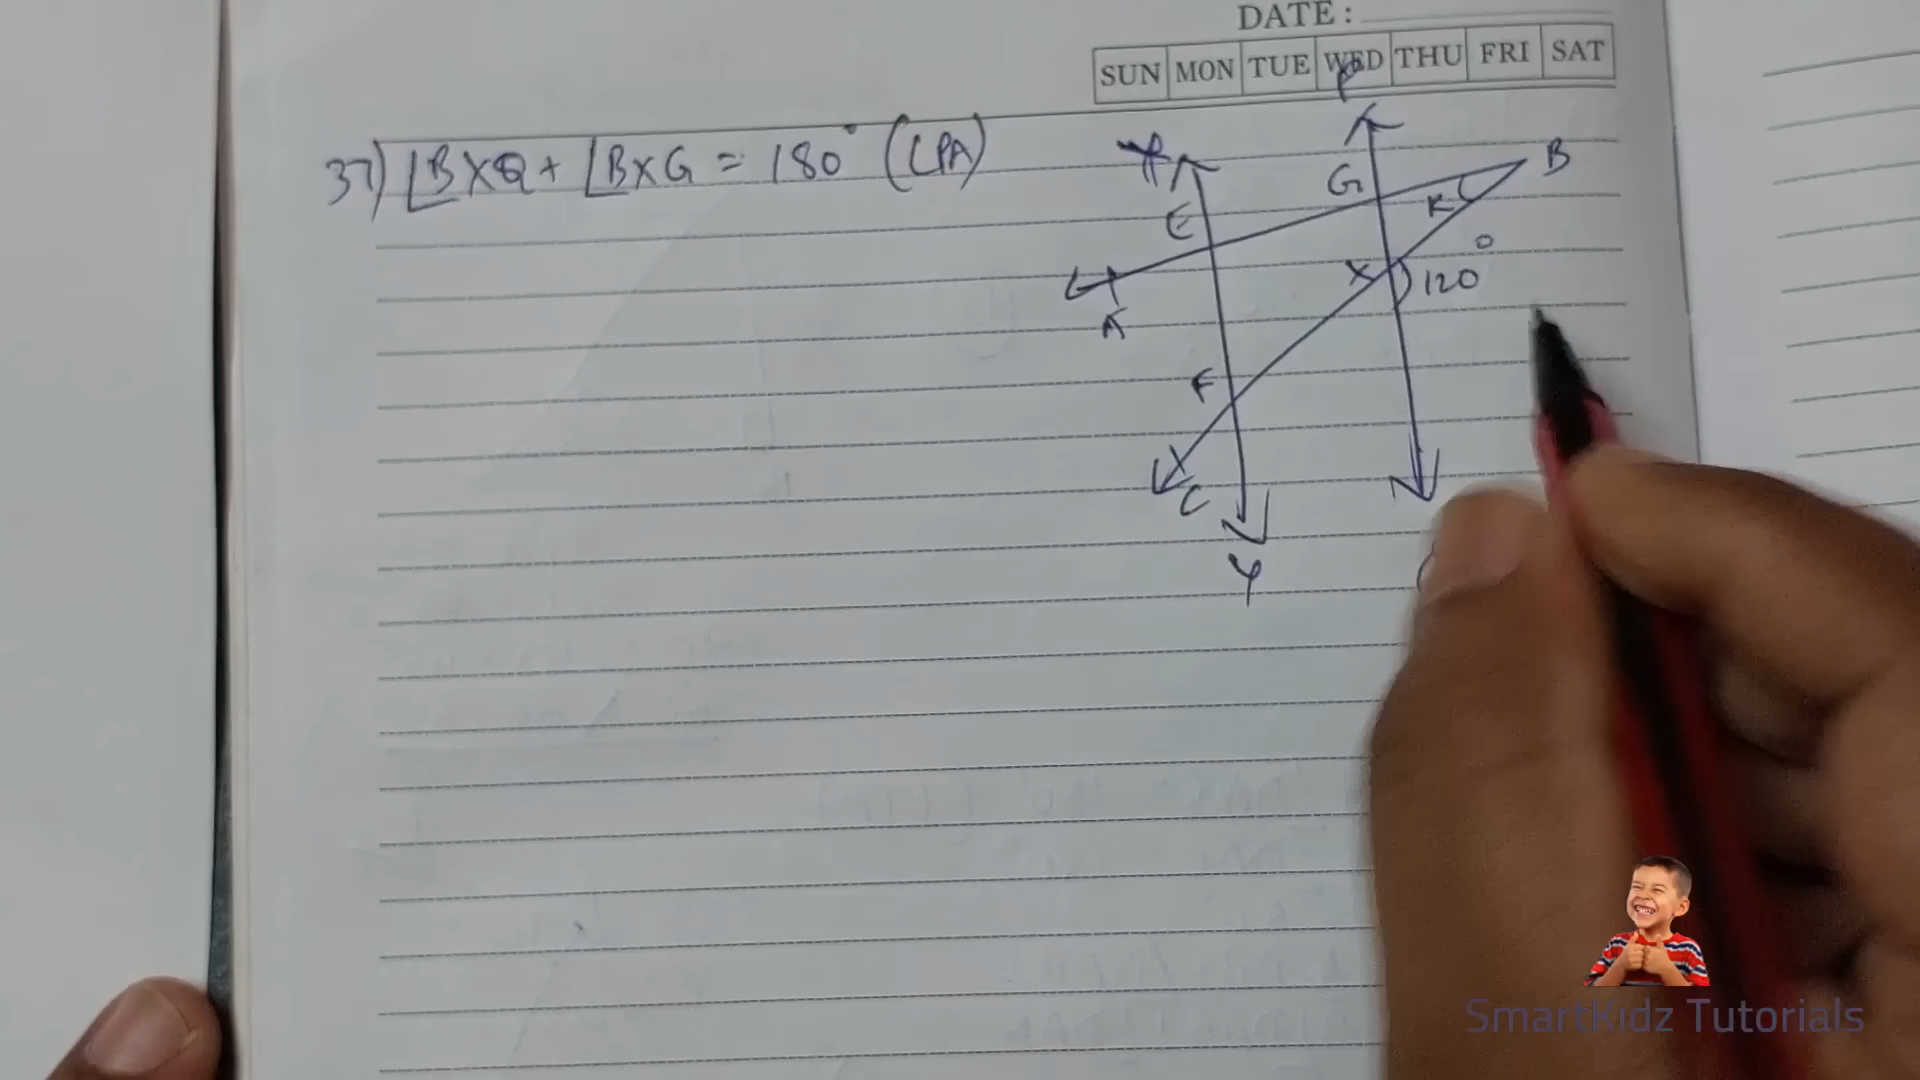 DATE :
SUN MON TUE WED THU FRI SAT
P
37) ∠BXQ + ∠BXG = 180° (LPA)
G
B
E
K
X
120°
A
F
C
Y
SmartKidz Tutorials